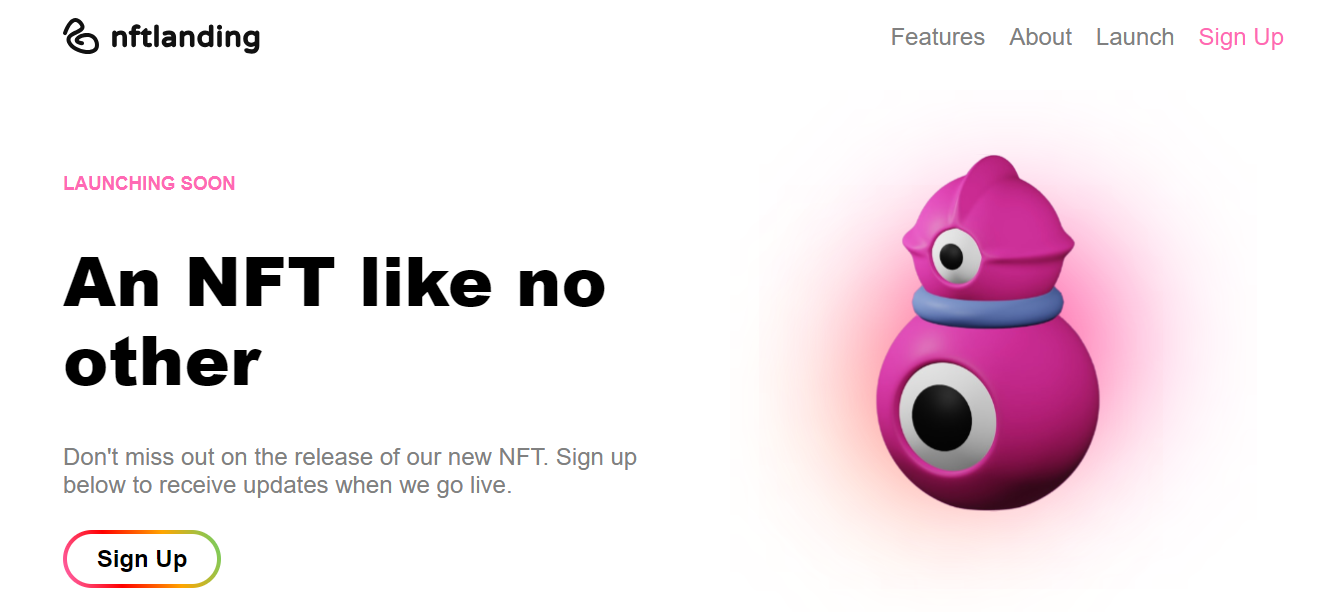 nftlanding
Features About Launch Sign Up
LAUNCHING SOON
An NFT like no
other
Don't miss out on the release of our new NFT. Sign up
below to receive updates when we go live.
Sign Up